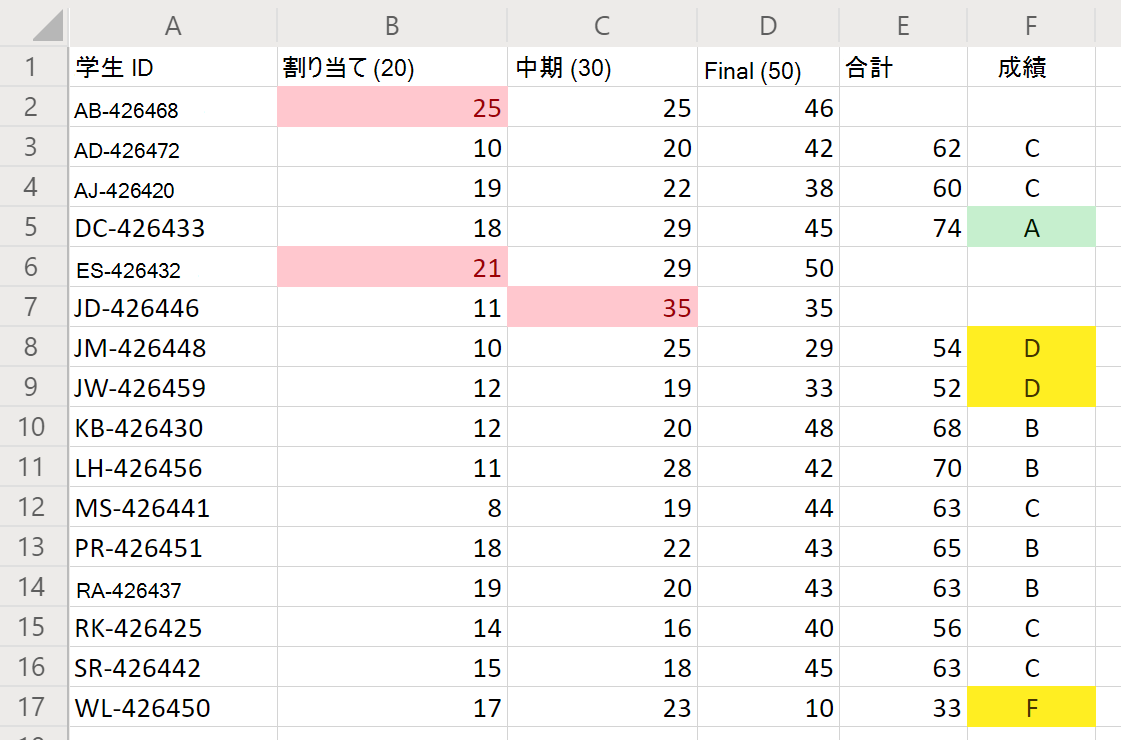 A B C D E F
1 学生 ID 割り当て (20) 中期 (30) Final (50) 合計 成績
2 AB-426468 25 25 46
3 AD-426472 10 20 42 62 C
4 AJ-426420 19 22 38 60 C
5 DC-426433 18 29 45 74 A
6 ES-426432 21 29 50
7 JD-426446 11 35 35
8 JM-426448 10 25 29 54 D
9 JW-426459 12 19 33 52 D
10 KB-426430 12 20 48 68 B
11 LH-426456 11 28 42 70 B
12 MS-426441 8 19 44 63 C
13 PR-426451 18 22 43 65 B
14 RA-426437 19 20 43 63 B
15 RK-426425 14 16 40 56 C
16 SR-426442 15 18 45 63 C
17 WL-426450 17 23 10 33 F